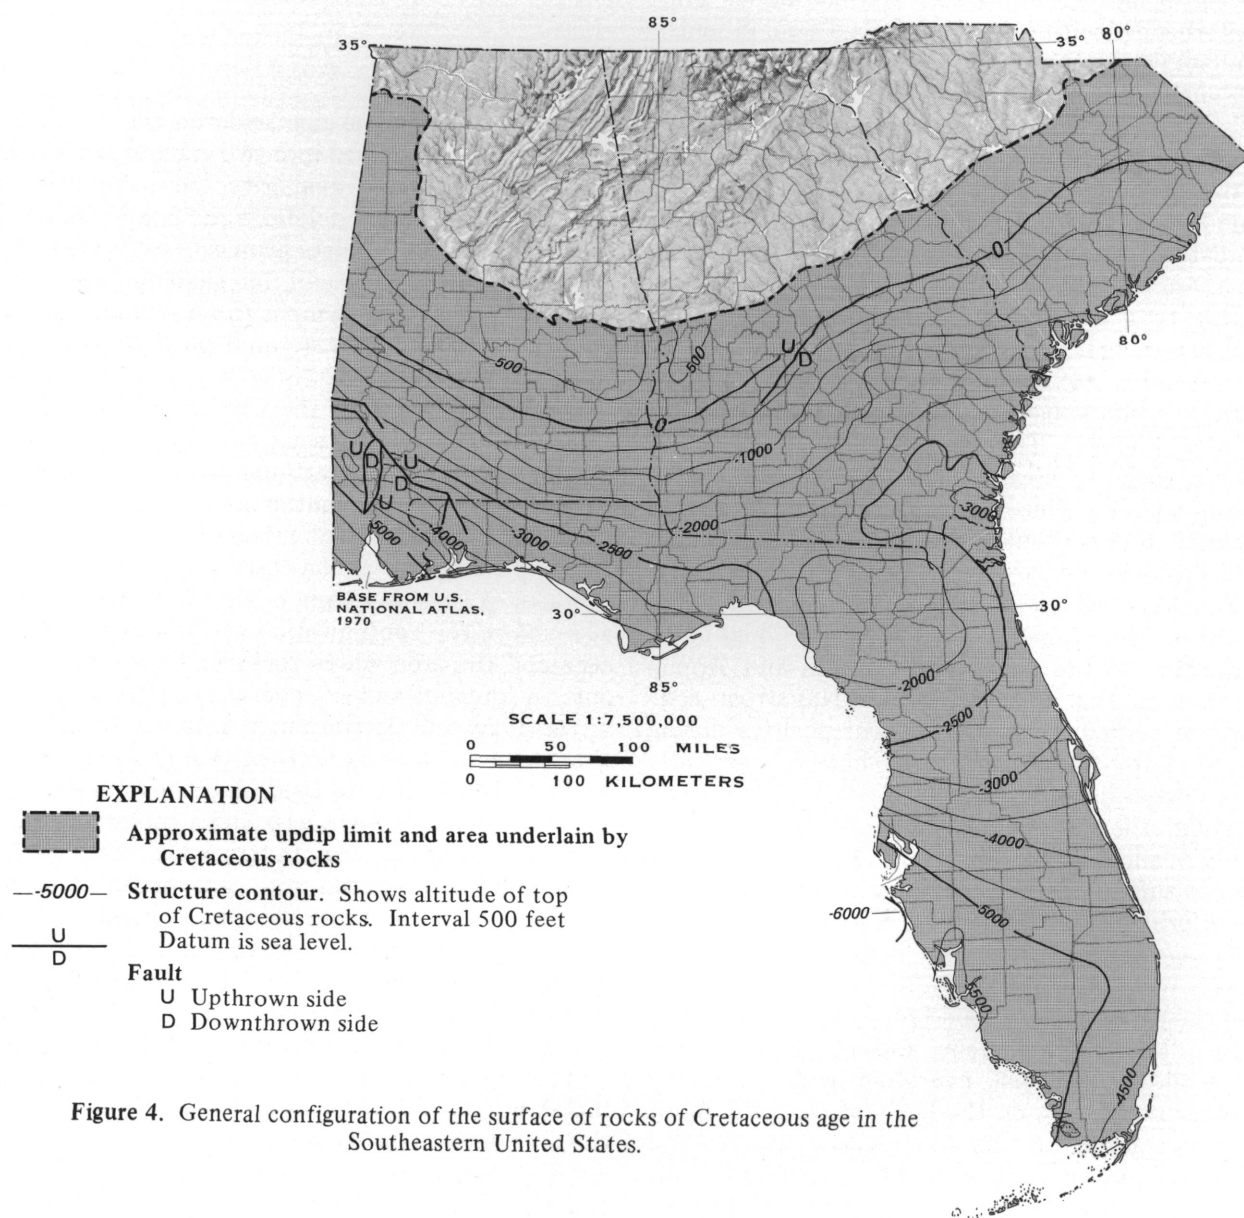 85°
35°
35° 80°
0
U
80°
500
500
U
D
0
-1000
U
D
U
D
U
-5000
-4000
-3000
-2500
-2000
-3000
BASE FROM U.S.
NATIONAL ATLAS,
1970
30°
30°
85°
-2000
-2500
SCALE 1:7,500,000
0 50 100 MILES
0 100 KILOMETERS
-3000
-4000
-6000
5000
5500
4500
EXPLANATION
Approximate updip limit and area underlain by
Cretaceous rocks
-5000
Structure contour. Shows altitude of top
of Cretaceous rocks. Interval 500 feet
Datum is sea level.
U
D
Fault
U Upthrown side
D Downthrown side
Figure 4. General configuration of the surface of rocks of Cretaceous age in the
Southeastern United States.